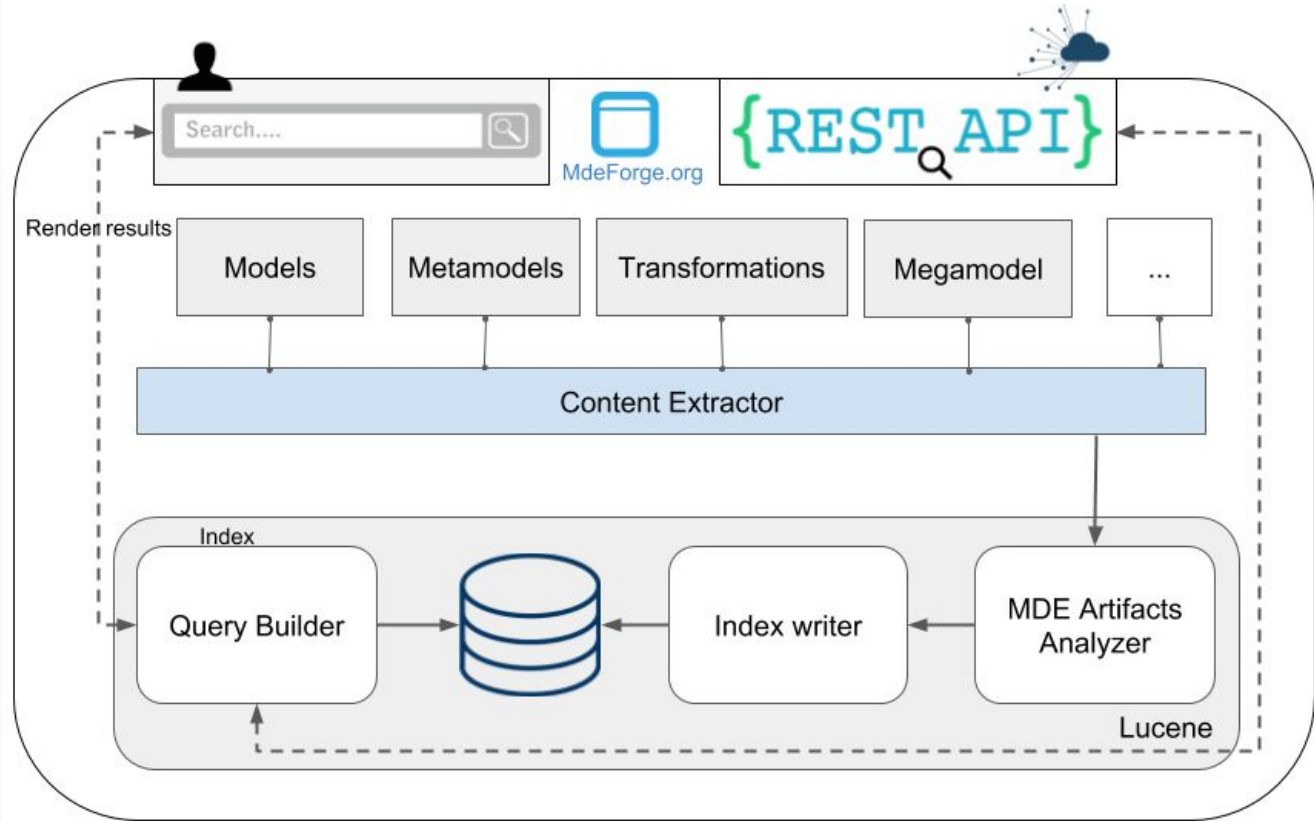 Search....
MdeForge.org
{REST API}
Render results
Models
Metamodels
Transformations
Megamodel
...
Content Extractor
Index
Query Builder
Index writer
MDE Artifacts
Analyzer
Lucene